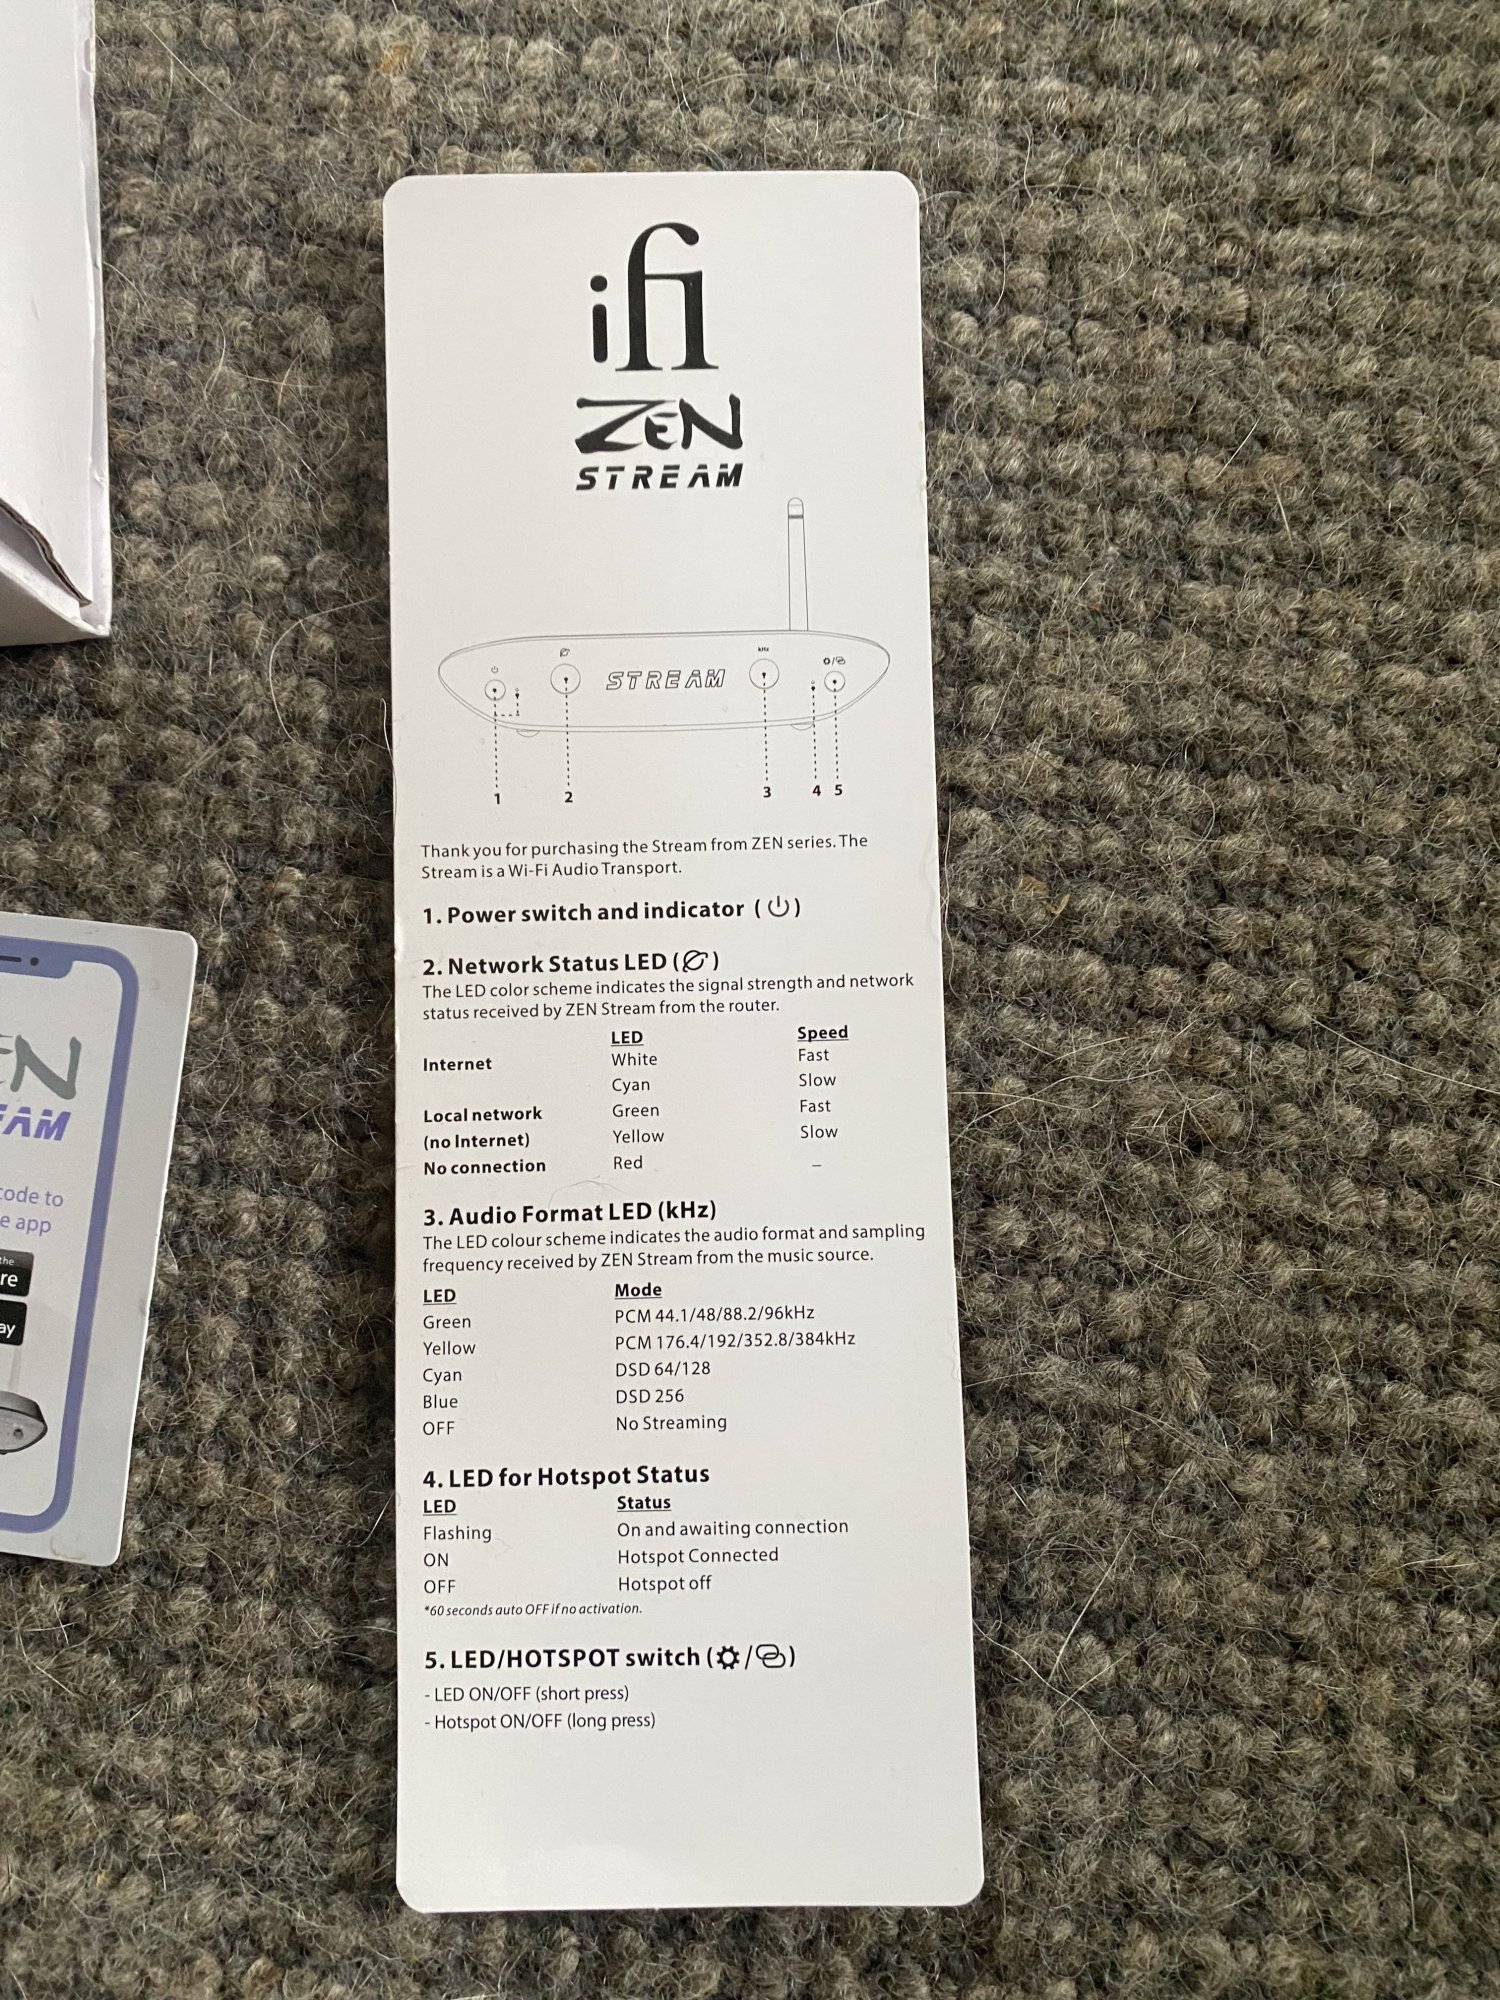 ifi
ZEN
STREAM
kHz
STREAM
1 2 3 4 5
Thank you for purchasing the Stream from ZEN series. The
Stream is a Wi-Fi Audio Transport.
1. Power switch and indicator ( )
2. Network Status LED ( )
The LED color scheme indicates the signal strength and network
status received by ZEN Stream from the router.
LED Speed
Internet White Fast
Cyan Slow
Local network Green Fast
(no Internet) Yellow Slow
No connection Red –
3. Audio Format LED (kHz)
The LED colour scheme indicates the audio format and sampling
frequency received by ZEN Stream from the music source.
LED Mode
Green PCM 44.1/48/88.2/96kHz
Yellow PCM 176.4/192/352.8/384kHz
Cyan DSD 64/128
Blue DSD 256
OFF No Streaming
4. LED for Hotspot Status
LED Status
Flashing On and awaiting connection
ON Hotspot Connected
OFF Hotspot off
*60 seconds auto OFF if no activation.
5. LED/HOTSPOT switch ( / )
- LED ON/OFF (short press)
- Hotspot ON/OFF (long press)
EN
EAM
code to
e app
the
re
ay